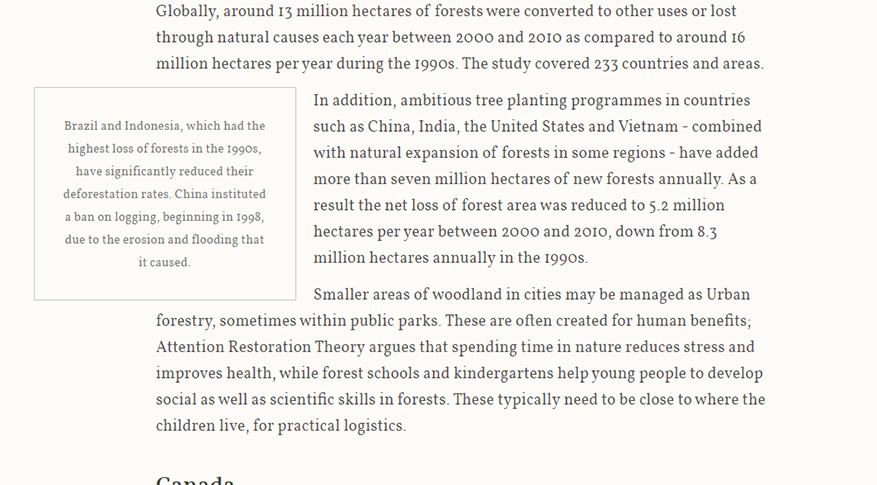 Globally, around 13 million hectares of forests were converted to other uses or lost
through natural causes each year between 2000 and 2010 as compared to around 16
million hectares per year during the 1990s. The study covered 233 countries and areas.
Brazil and Indonesia, which had the
highest loss of forests in the 1990s,
have significantly reduced their
deforestation rates. China instituted
a ban on logging, beginning in 1998,
due to the erosion and flooding that
it caused.
In addition, ambitious tree planting programmes in countries
such as China, India, the United States and Vietnam - combined
with natural expansion of forests in some regions - have added
more than seven million hectares of new forests annually. As a
result the net loss of forest area was reduced to 5.2 million
hectares per year between 2000 and 2010, down from 8.3
million hectares annually in the 1990s.
Smaller areas of woodland in cities may be managed as Urban
forestry, sometimes within public parks. These are often created for human benefits;
Attention Restoration Theory argues that spending time in nature reduces stress and
improves health, while forest schools and kindergartens help young people to develop
social as well as scientific skills in forests. These typically need to be close to where the
children live, for practical logistics.
Canada